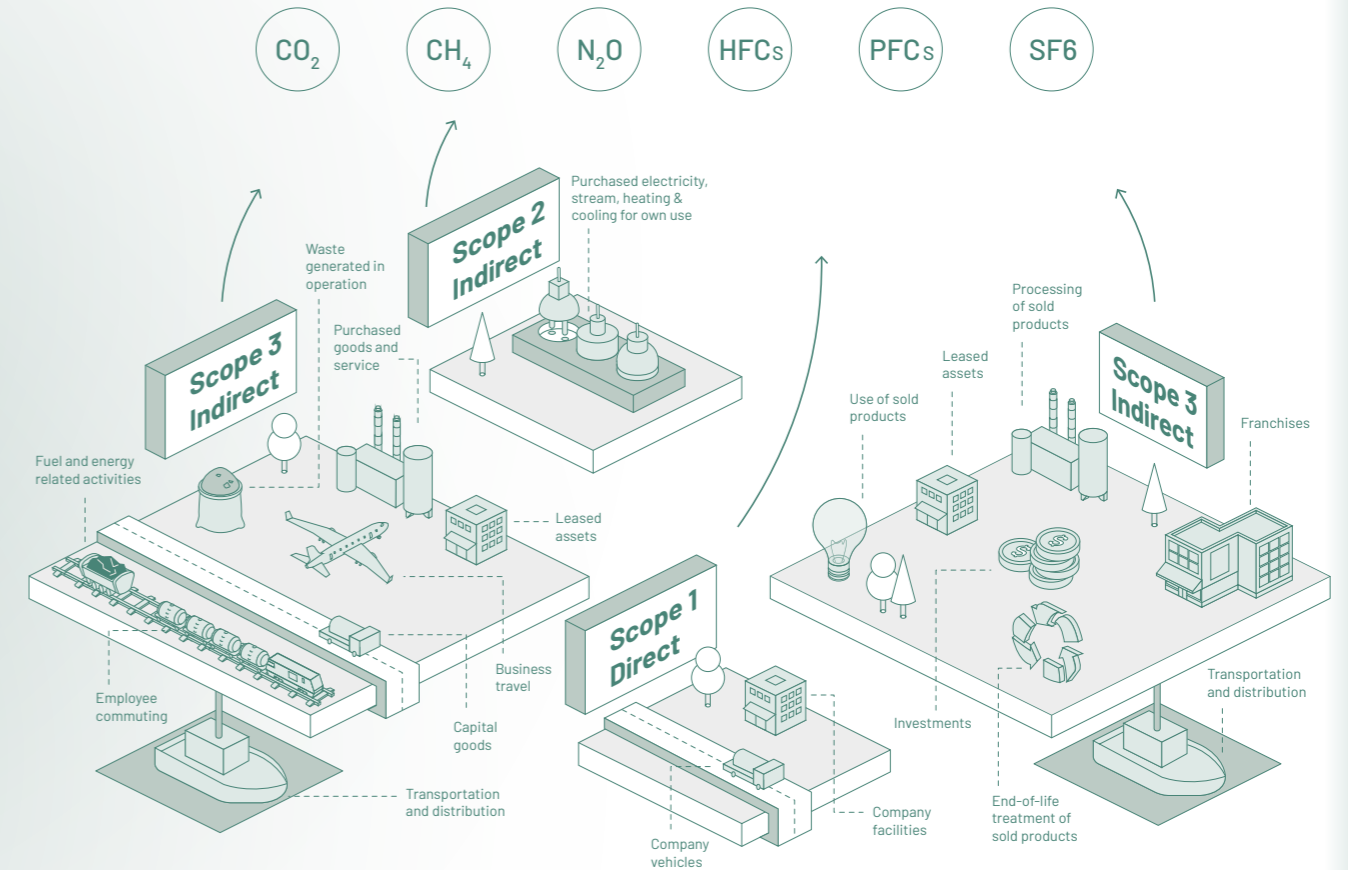 CO2
CH4
N2O
HFCs
PFCs
SF6
Scope 2
Indirect
Purchased electricity,
stream, heating &
cooling for own use
Scope 3
Indirect
Waste
generated in
operation
Purchased
goods and
service
Fuel and energy
related activities
Leased
assets
Business
travel
Capital
goods
Employee
commuting
Transportation
and distribution
Scope 1
Direct
Company
facilities
Company
vehicles
Scope 3
Indirect
Processing
of sold
products
Leased
assets
Use of sold
products
Franchises
Investments
End-of-life
treatment of
sold products
Transportation
and distribution
$
$